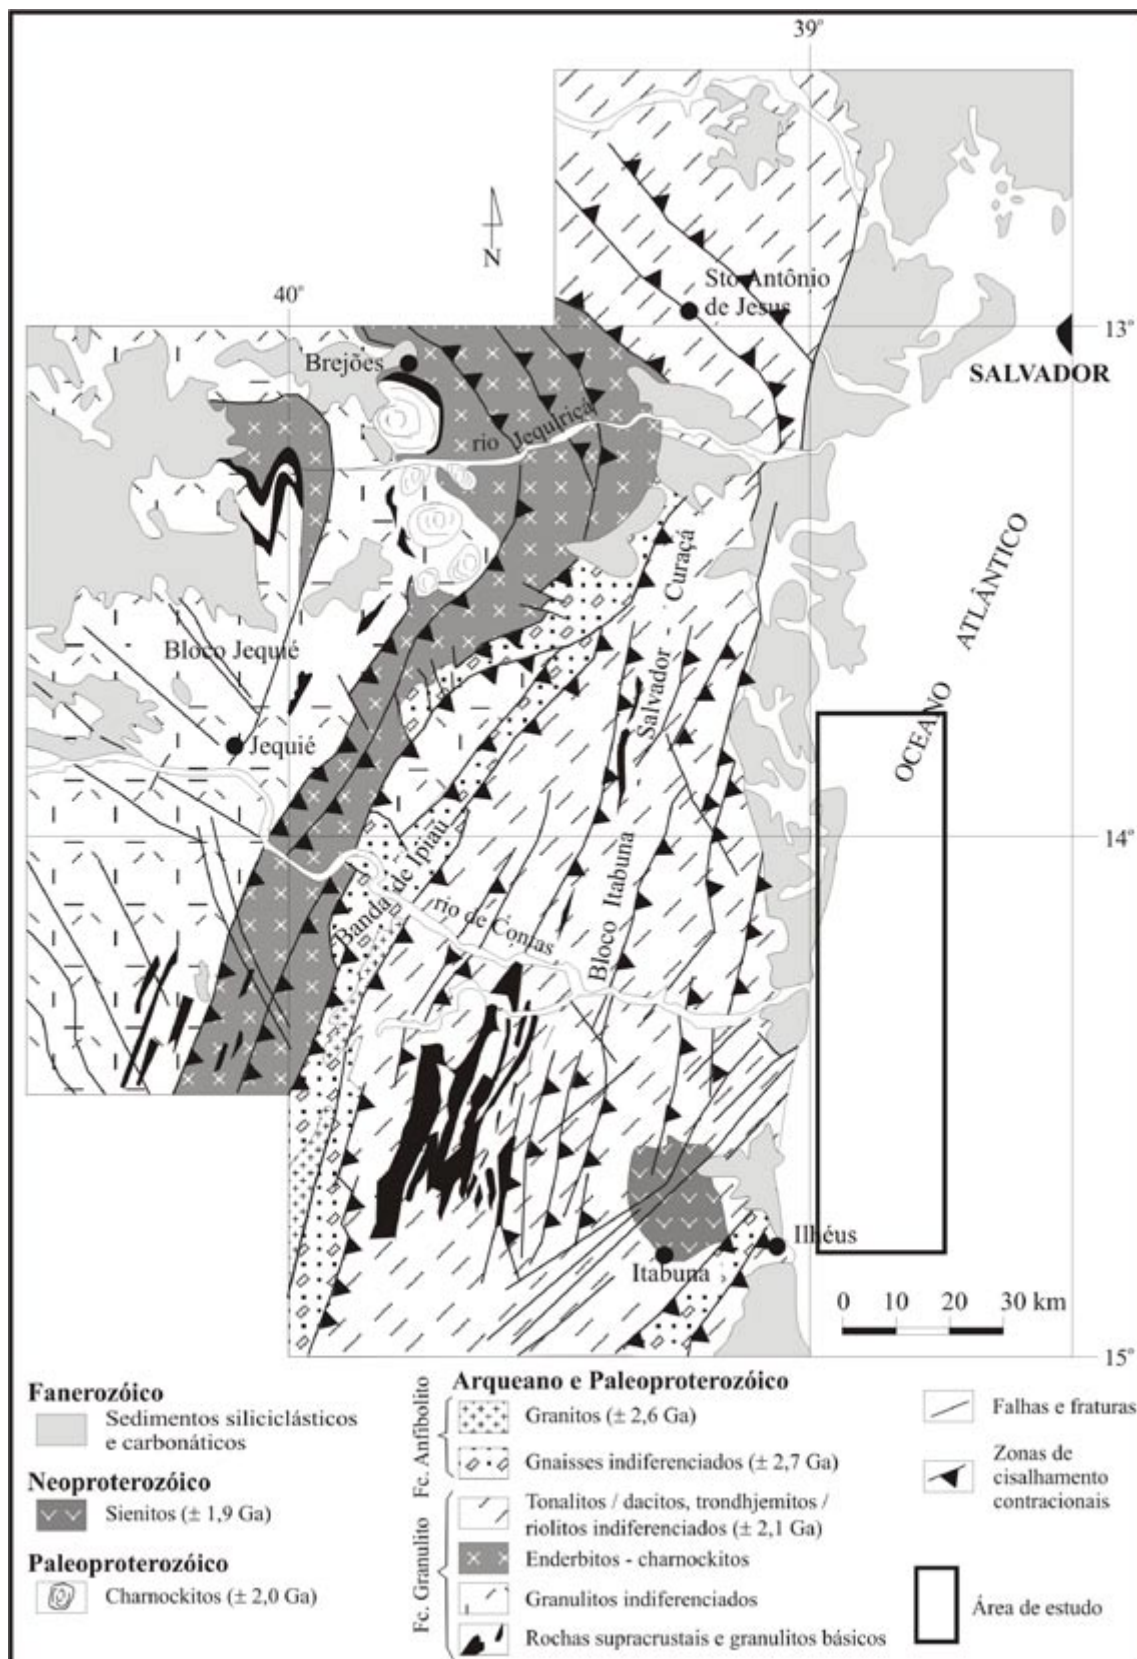 39°
Sto Antônio
de Jesus
N
40°
13°
Brejões
SALVADOR
rio Jequiriçá
Curaçá
ATLÂNTICO
Bloco Jequié
Salvador
OCEANO
Jequié
14°
Banda de Ipiaú
Bloco Itabuna
rio de Contas
Ilhéus
Itabuna
0 10 20 30 km
15°
Fanerozóico
Sedimentos siliciclásticos
e carbonáticos
Neoproterozóico
Sienitos (± 1,9 Ga)
Paleoproterozóico
Charnockitos (± 2,0 Ga)
Arqueano e Paleoproterozóico
Fc. Anfibolito
Granitos (± 2,6 Ga)
Gnaisses indiferenciados (± 2,7 Ga)
Fc. Granulito
Tonalitos / dacitos, trondhjemitos /
riolitos indiferenciados (± 2,1 Ga)
Enderbitos - charnockitos
Granulitos indiferenciados
Rochas supracrustais e granulitos básicos
Falhas e fraturas
Zonas de
cisalhamento
contracionais
Área de estudo